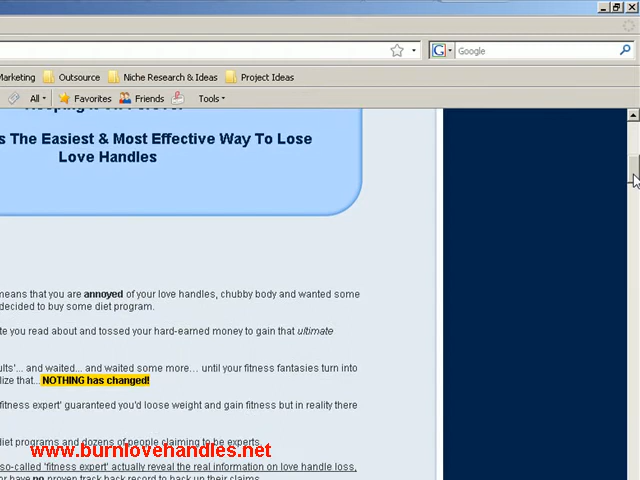 Google
Marketing Outsource Niche Research & Ideas Project Ideas
All Favorites Friends Tools
s The Easiest & Most Effective Way To Lose
Love Handles
means that you are annoyed of your love handles, chubby body and wanted some
decided to buy some diet program.
te you read about and tossed your hard-earned money to gain that ultimate
ults'... and waited... and waited some more... until your fitness fantasies turn into
lize that... NOTHING has changed!
fitness expert' guaranteed you'd loose weight and gain fitness but in reality there
diet programs and dozens of people claiming to be experts.
www.burnlovehandles.net
so-called 'fitness expert' actually reveal the real information on love handle loss,
or have no proven track back record to back up their claims.